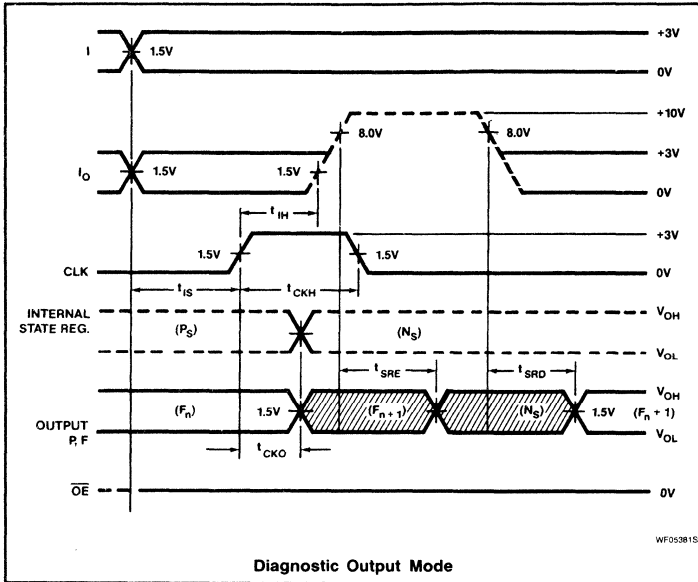 I
1.5V
+3V
0V
+10V
8.0V
8.0V
I0
1.5V
1.5V
+3V
0V
tIH
+3V
1.5V
1.5V
CLK
0V
tIS
tCKH
INTERNAL
STATE REG.
(PS)
(NS)
VOH
VOL
tSRE
tSRD
VOH
(Fn)
1.5V
(Fn+1)
(NS)
1.5V
(Fn + 1)
OUTPUT
P, F
VOL
tCKO
OE
0V
WF05381S
Diagnostic Output Mode